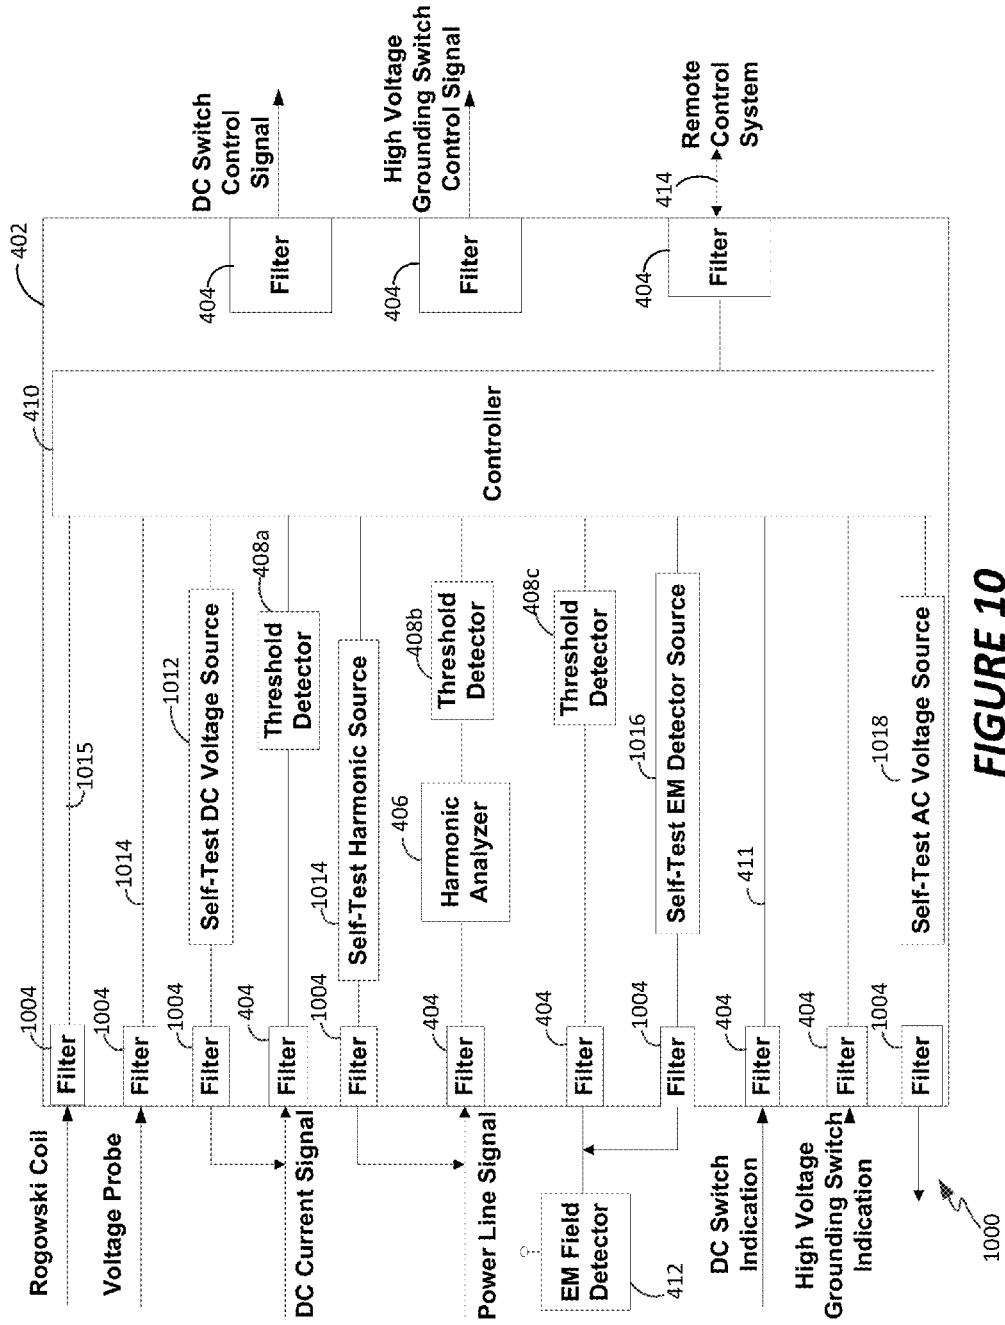 Rogowski Coil
Filter
1004
1015
Voltage Probe
Filter
1004
1014
Filter
1004
Self-Test DC Voltage Source
1012
DC Current Signal
Filter
404
Threshold
Detector
408a
Filter
1004
Self-Test Harmonic Source
1014
Power Line Signal
Filter
404
Harmonic
Analyzer
406
Threshold
Detector
408b
EM Field
Detector
412
Filter
404
Threshold
Detector
408c
Filter
1004
Self-Test EM Detector Source
1016
DC Switch
Indication
Filter
404
411
High Voltage
Grounding Switch
Indication
Filter
404
Filter
1004
Self-Test AC Voltage Source
1018
Controller
410
402
Filter
404
DC Switch
Control
Signal
Filter
404
High Voltage
Grounding Switch
Control Signal
Filter
404
414
Remote
Control
System
1000
FIGURE 10